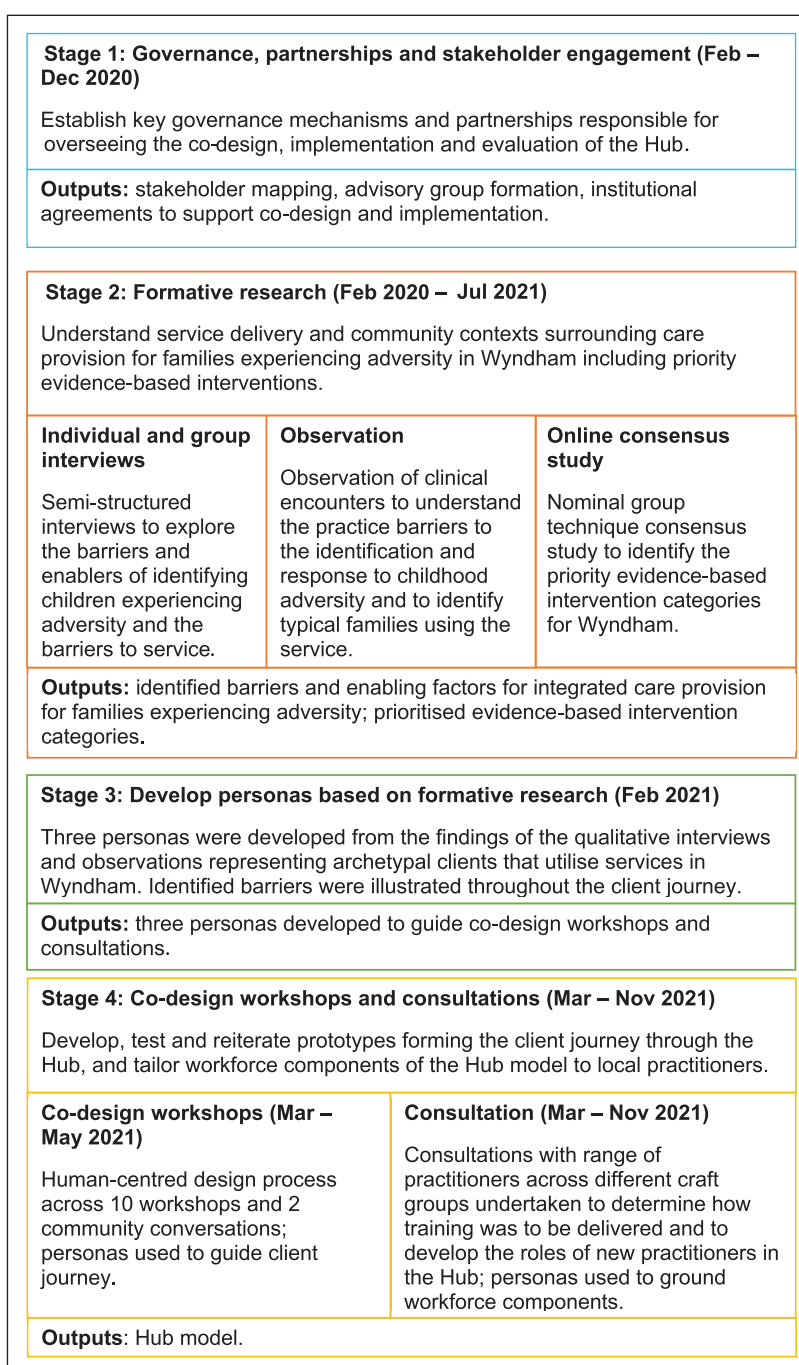 Stage 1: Governance, partnerships and stakeholder engagement (Feb –
Dec 2020)
Establish key governance mechanisms and partnerships responsible for
overseeing the co-design, implementation and evaluation of the Hub.
Outputs: stakeholder mapping, advisory group formation, institutional
agreements to support co-design and implementation.
Stage 2: Formative research (Feb 2020 – Jul 2021)
Understand service delivery and community contexts surrounding care
provision for families experiencing adversity in Wyndham including priority
evidence-based interventions.
Individual and group
interviews
Semi-structured
interviews to explore
the barriers and
enablers of identifying
children experiencing
adversity and the
barriers to service.
Observation
Observation of clinical
encounters to understand
the practice barriers to
the identification and
response to childhood
adversity and to identify
typical families using the
service.
Online consensus
study
Nominal group
technique consensus
study to identify the
priority evidence-based
intervention categories
for Wyndham.
Outputs: identified barriers and enabling factors for integrated care provision
for families experiencing adversity; prioritised evidence-based intervention
categories.
Stage 3: Develop personas based on formative research (Feb 2021)
Three personas were developed from the findings of the qualitative interviews
and observations representing archetypal clients that utilise services in
Wyndham. Identified barriers were illustrated throughout the client journey.
Outputs: three personas developed to guide co-design workshops and
consultations.
Stage 4: Co-design workshops and consultations (Mar – Nov 2021)
Develop, test and reiterate prototypes forming the client journey through the
Hub, and tailor workforce components of the Hub model to local practitioners.
Co-design workshops (Mar –
May 2021)
Human-centred design process
across 10 workshops and 2
community conversations;
personas used to guide client
journey.
Consultation (Mar – Nov 2021)
Consultations with range of
practitioners across different craft
groups undertaken to determine how
training was to be delivered and to
develop the roles of new practitioners in
the Hub; personas used to ground
workforce components.
Outputs: Hub model.